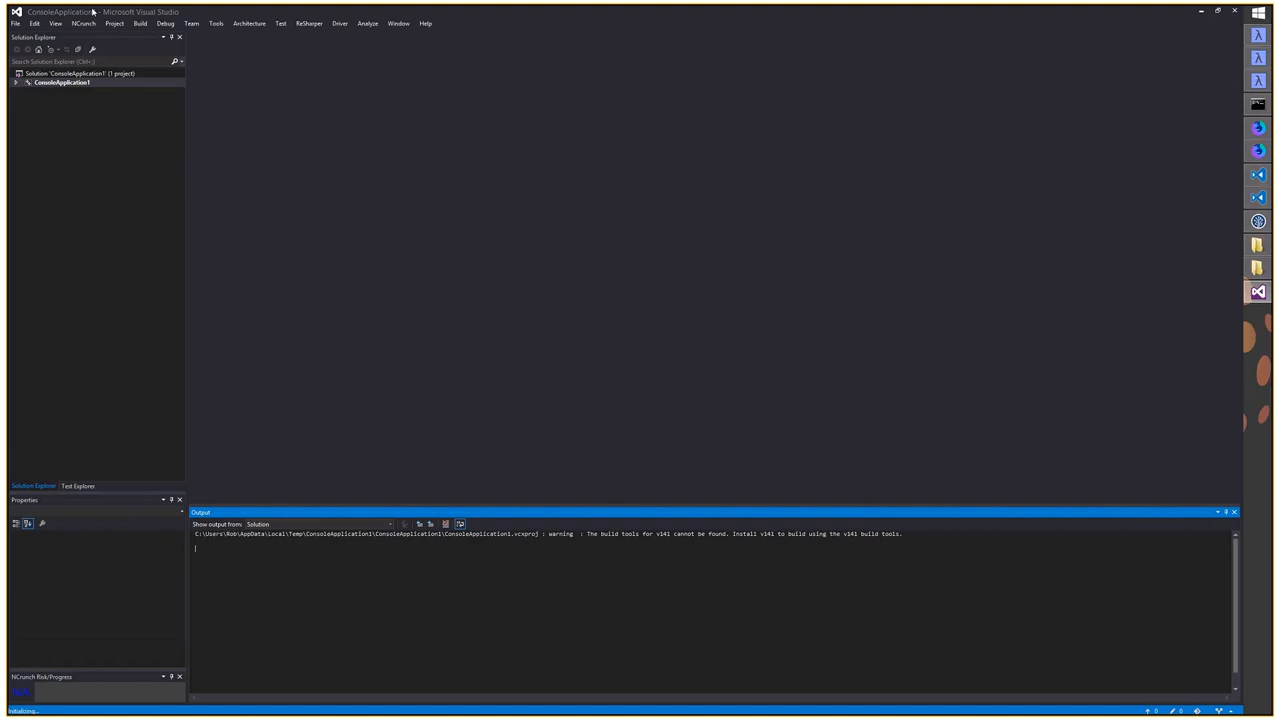 ConsoleApplication1 - Microsoft Visual Studio
File Edit View NCrunch Project Build Debug Team Tools Architecture Test ReSharper Driver Analyze Window Help
Solution Explorer
Search Solution Explorer (Ctrl+;)
Solution 'ConsoleApplication1' (1 project)
ConsoleApplication1
Solution Explorer Test Explorer
Properties
NCrunch Risk/Progress
Output
Show output from: Solution
C:\Users\Rob\AppData\Local\Temp\ConsoleApplication1\ConsoleApplication1\ConsoleApplication1.vcxproj : warning : The build tools for v141 cannot be found. Install v141 to build using the v141 build tools.
Initializing...
0 0